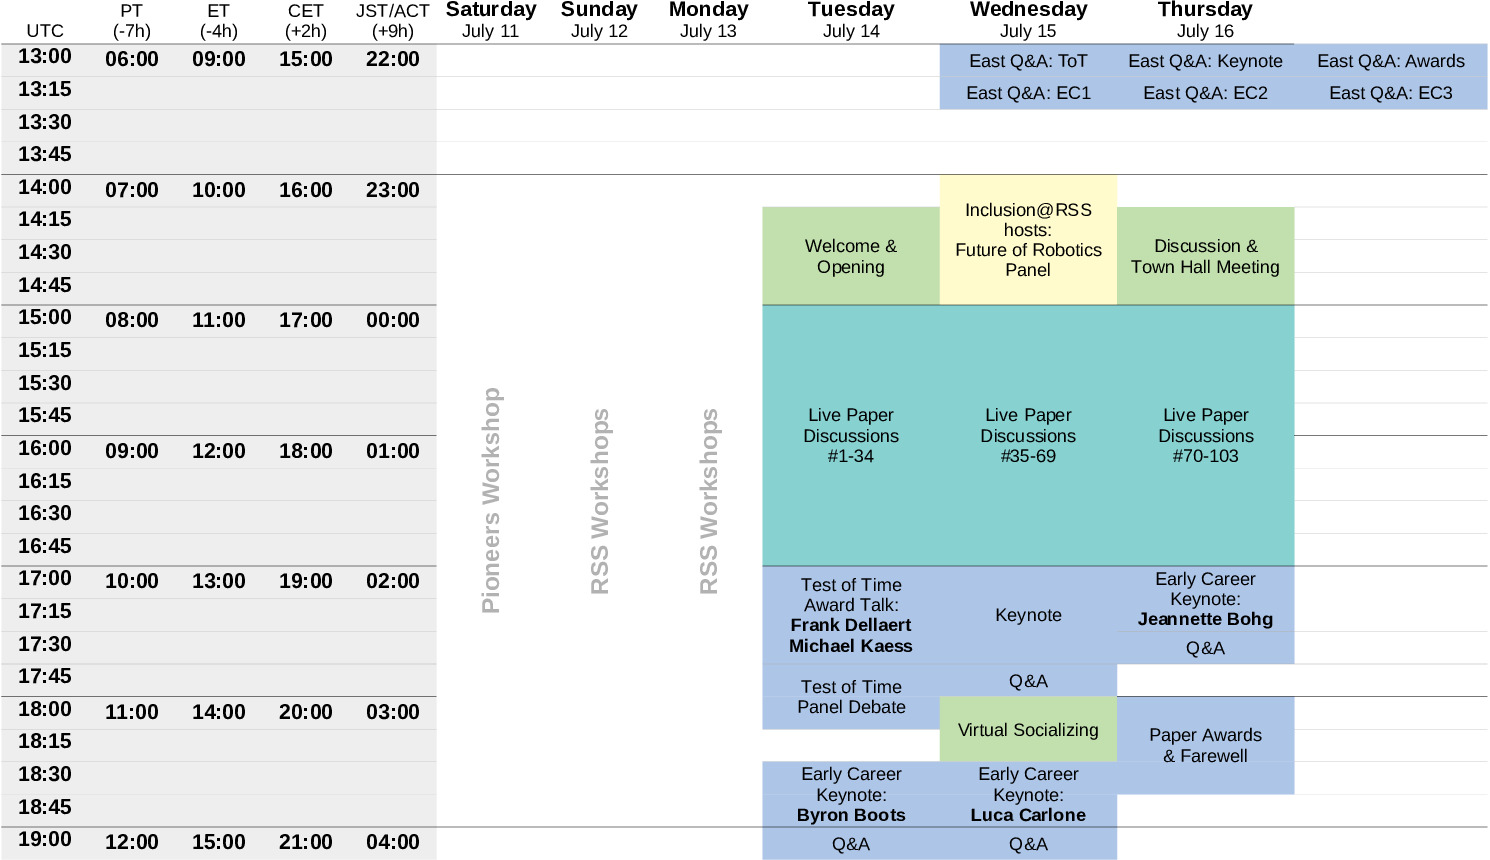 UTC PT (-7h) ET (-4h) CET (+2h) JST/ACT (+9h) Saturday July 11 Sunday July 12 Monday July 13 Tuesday July 14 Wednesday July 15 Thursday July 16
13:00 06:00 09:00 15:00 22:00 East Q&A: ToT East Q&A: Keynote East Q&A: Awards
13:15 East Q&A: EC1 East Q&A: EC2 East Q&A: EC3
13:30
13:45
14:00 07:00 10:00 16:00 23:00
14:15
14:30
14:45
Welcome &
Opening
Inclusion@RSS
hosts:
Future of Robotics
Panel
Discussion &
Town Hall Meeting
15:00 08:00 11:00 17:00 00:00
15:15
15:30
15:45
16:00 09:00 12:00 18:00 01:00
16:15
16:30
16:45
Pioneers Workshop
RSS Workshops
RSS Workshops
Live Paper
Discussions
#1-34
Live Paper
Discussions
#35-69
Live Paper
Discussions
#70-103
17:00 10:00 13:00 19:00 02:00
17:15
17:30
17:45
Test of Time
Award Talk:
Frank Dellaert
Michael Kaess
Keynote
Early Career
Keynote:
Jeannette Bohg
Q&A
Test of Time
Panel Debate
Q&A
18:00 11:00 14:00 20:00 03:00
18:15
18:30
18:45
Virtual Socializing
Paper Awards
& Farewell
Early Career
Keynote:
Byron Boots
Early Career
Keynote:
Luca Carlone
19:00 12:00 15:00 21:00 04:00 Q&A Q&A